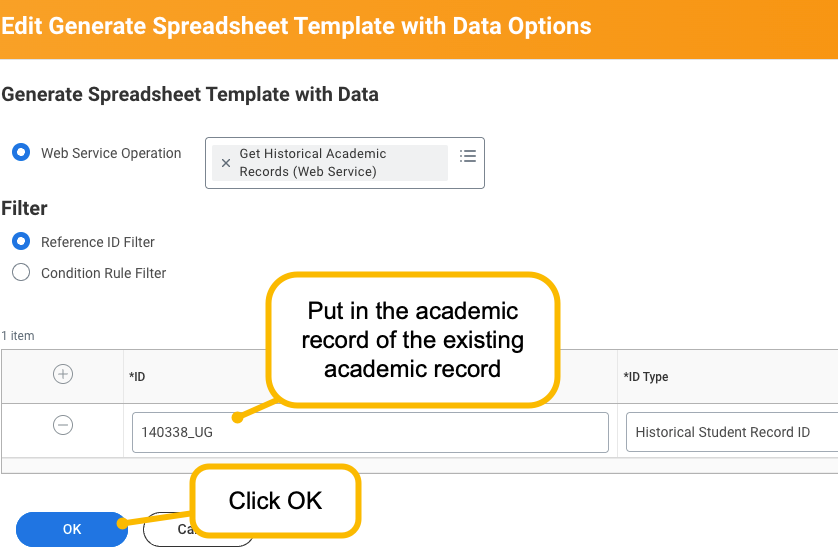 Edit Generate Spreadsheet Template with Data Options
Generate Spreadsheet Template with Data
Web Service Operation
× Get Historical Academic
Records (Web Service)
Filter
Reference ID Filter
Condition Rule Filter
Put in the academic
record of the existing
academic record
1 item
*ID
*ID Type
140338_UG
Historical Student Record ID
Click OK
OK